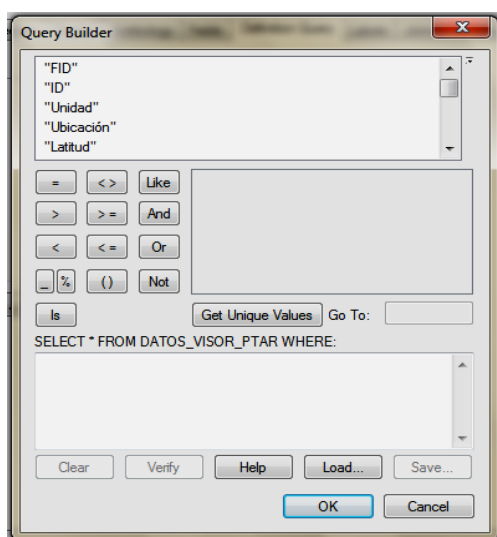 Query Builder
"FID"
"ID"
"Unidad"
"Ubicación"
"Latitud"
= <> Like
> >= And
< <= Or
_ % () Not
Is Get Unique Values Go To:
SELECT * FROM DATOS_VISOR_PTAR WHERE:
Clear Verify Help Load... Save...
OK Cancel